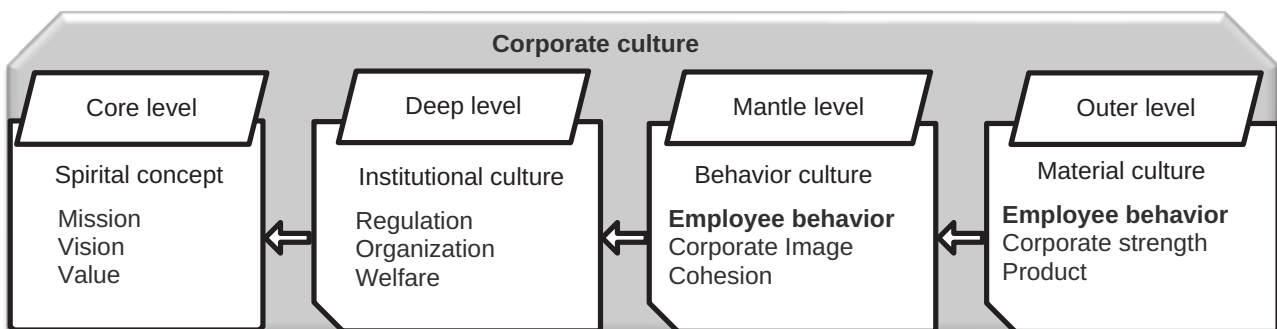 Corporate culture
Core level
Spirital concept
Mission
Vision
Value
Deep level
Institutional culture
Regulation
Organization
Welfare
Mantle level
Behavior culture
Employee behavior
Corporate Image
Cohesion
Outer level
Material culture
Employee behavior
Corporate strength
Product